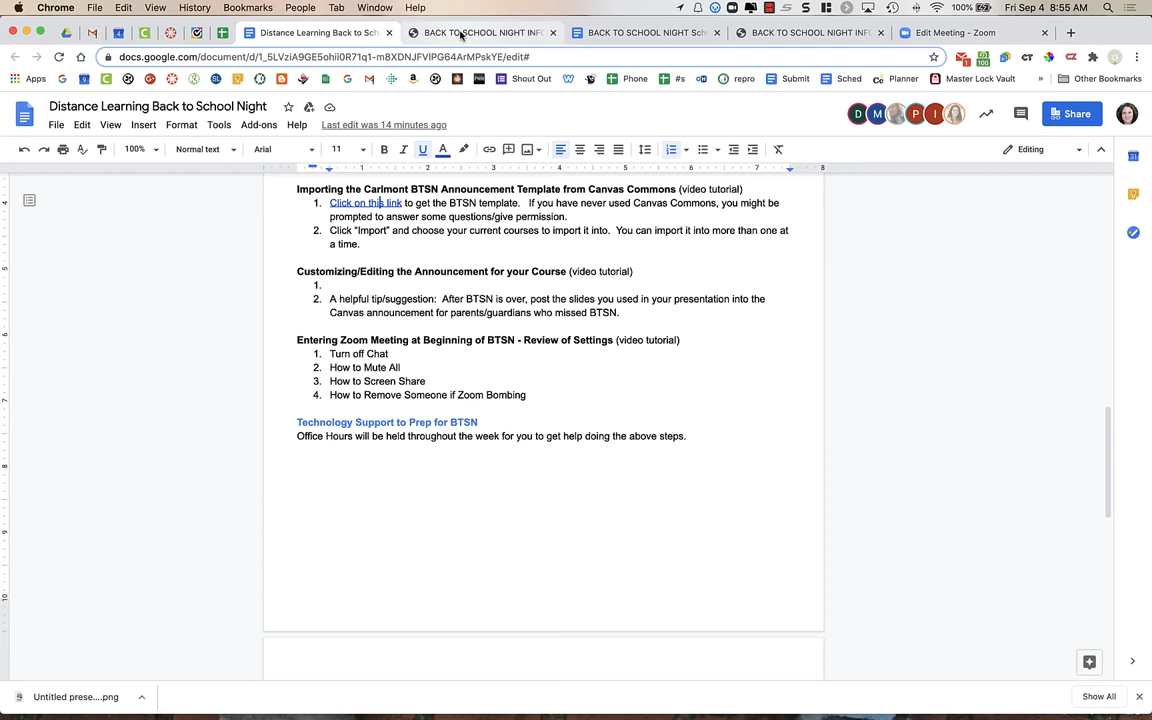 Chrome File Edit View History Bookmarks People Tab Window Help 100% Fri Sep 4 8:55 AM
Distance Learning Back to Sch BACK TO SCHOOL NIGHT INFO BACK TO SCHOOL NIGHT Sch BACK TO SCHOOL NIGHT INFO Edit Meeting - Zoom
docs.google.com/document/d/1_5LVziA9GE5ohii0R71q1-m8XDNJFVIPG64ArMPskYE/edit#
Apps Shout Out Phone #s repro Submit Sched Planner Master Lock Vault » Other Bookmarks
Distance Learning Back to School Night
File Edit View Insert Format Tools Add-ons Help Last edit was 14 minutes ago
D M P I Share
100% Normal text Arial 11 B I U A Editing
1 2 3 4 5 6 7 8
Importing the Carlmont BTSN Announcement Template from Canvas Commons (video tutorial)
1. Click on this link to get the BTSN template. If you have never used Canvas Commons, you might be
prompted to answer some questions/give permission.
2. Click “Import” and choose your current courses to import it into. You can import it into more than one at
a time.
Customizing/Editing the Announcement for your Course (video tutorial)
1.
2. A helpful tip/suggestion: After BTSN is over, post the slides you used in your presentation into the
Canvas announcement for parents/guardians who missed BTSN.
Entering Zoom Meeting at Beginning of BTSN - Review of Settings (video tutorial)
1. Turn off Chat
2. How to Mute All
3. How to Screen Share
4. How to Remove Someone if Zoom Bombing
Technology Support to Prep for BTSN
Office Hours will be held throughout the week for you to get help doing the above steps.
Untitled prese....png Show All